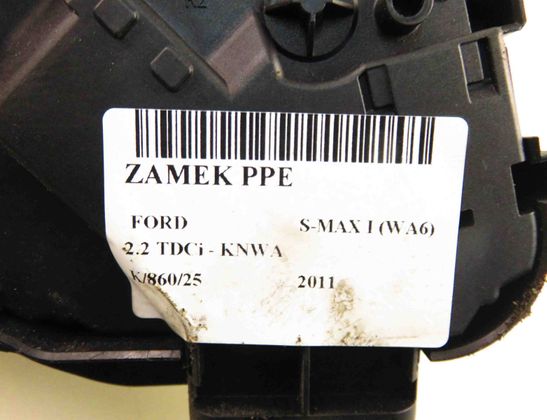 ZAMEK PPE
FORD S-MAX I (WA6)
2.2 TDCi - KNWA
K/860/25 2011